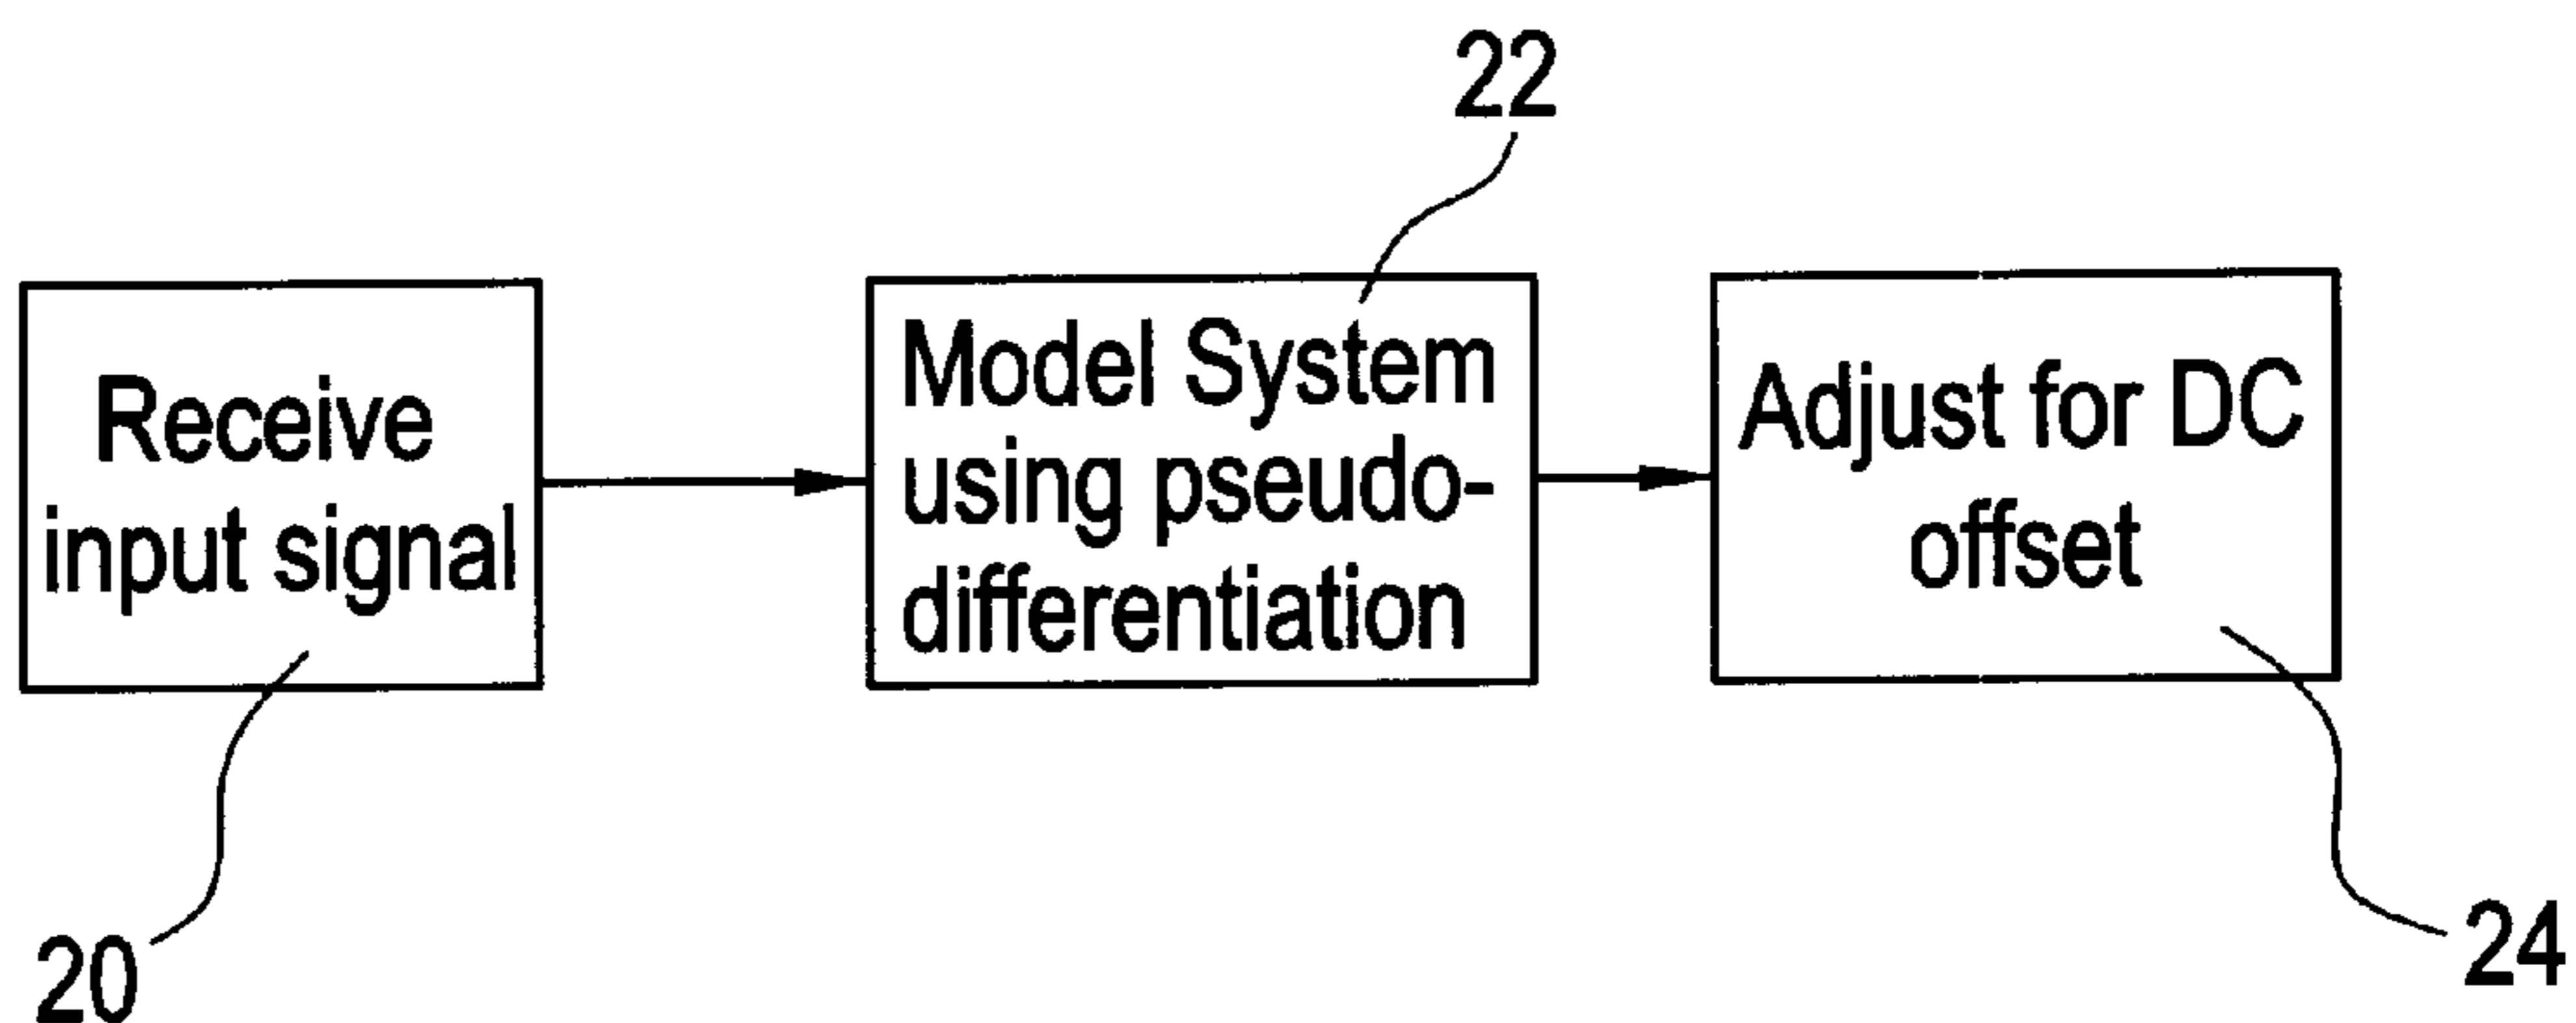 22
Receive
input signal
Model System
using pseudo-
differentiation
Adjust for DC
offset
20
24